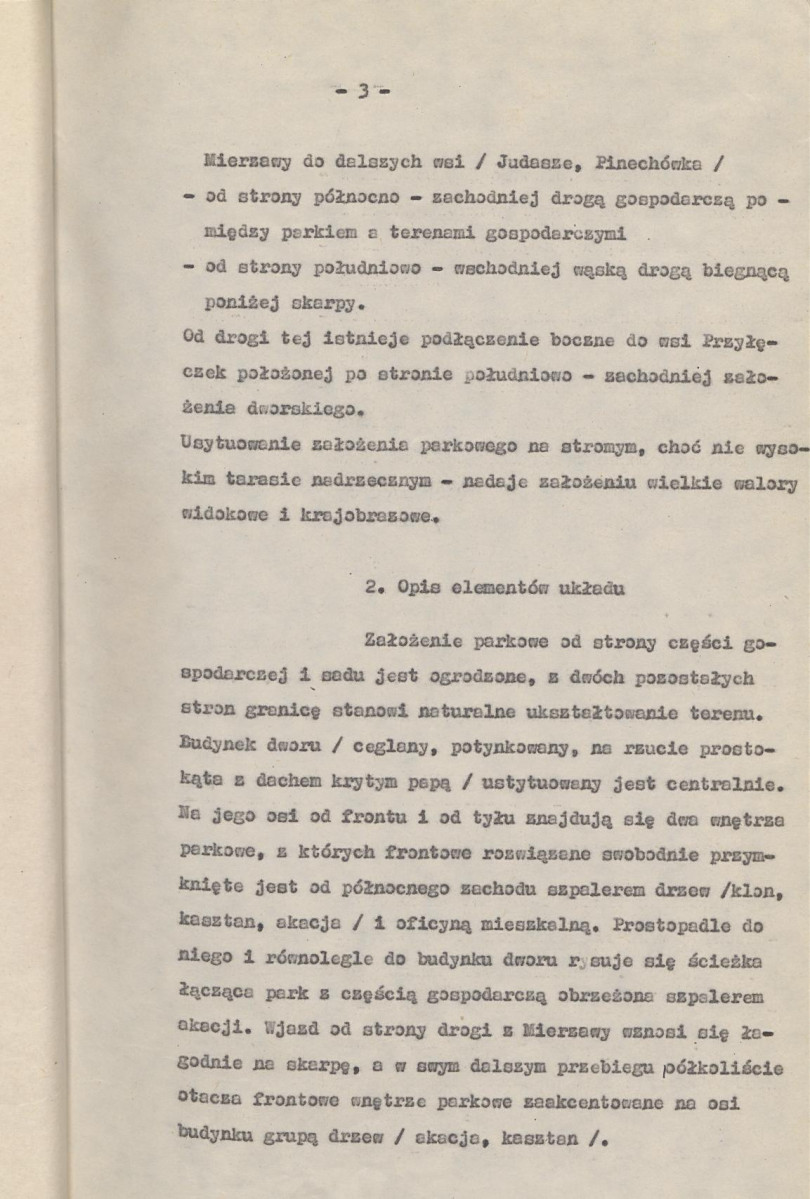 - 3 -
Mierzawy do dalszych wsi / Judasze, Pinechówka /
- od strony północno - zachodniej drogą gospodarczą po -
między parkiem a terenami gospodarczymi
- od strony południowo - wschodniej wąską drogą biegnącą
poniżej skarpy.
Od drogi tej istnieje podłączenie boczne do wsi Przyłę-
czek położonej po stronie południowo - zachodniej zało-
żenia dworskiego.
Usytuowanie założenia parkowego na stromym, choć nie wyso-
kim tarasie nadrzecznym - nadaje założeniu wielkie walory
widokowe i krajobrazowe.
2. Opis elementów układu
Założenie parkowe od strony części go-
spodarczej i sadu jest ogrodzone, z dwóch pozostałych
stron granicę stanowi naturalne ukształtowanie terenu.
Budynek dworu / ceglany, potynkowany, na rzucie prosto-
kąta z dachem krytym papą / ustytuowany jest centralnie.
Na jego osi od frontu i od tyłu znajdują się dwa wnętrza
parkowe, z których frontowe rozwiązane swobodnie przym-
knięte jest od północnego zachodu szpalerem drzew /klon,
kasztan, akacja / i oficyną mieszkalną. Prostopadle do
niego i równolegle do budynku dworu rysuje się ścieżka
łącząca park z częścią gospodarczą obrzeżona szpalerem
akacji. Wjazd od strony drogi z Mierzawy wznosi się ła-
godnie na skarpę, a w swym dalszym przebiegu półkoliście
otacza frontowe wnętrze parkowe zaakcentowane na osi
budynku grupą drzew / akacja, kasztan /.